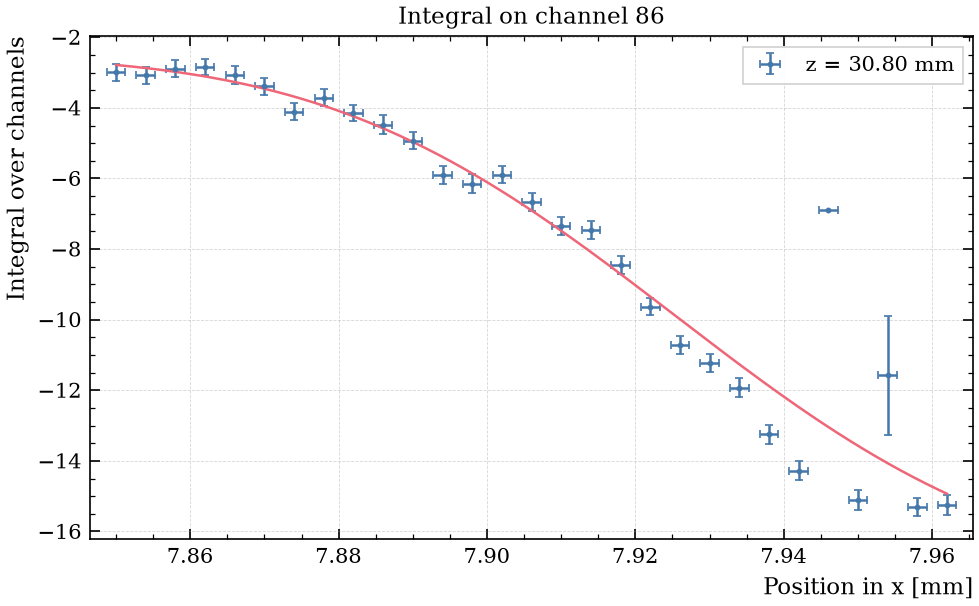 Integral on channel 86
Integral over channels
z = 30.80 mm
−2
−4
−6
−8
−10
−12
−14
−16
7.86 7.88 7.90 7.92 7.94 7.96
Position in x [mm]